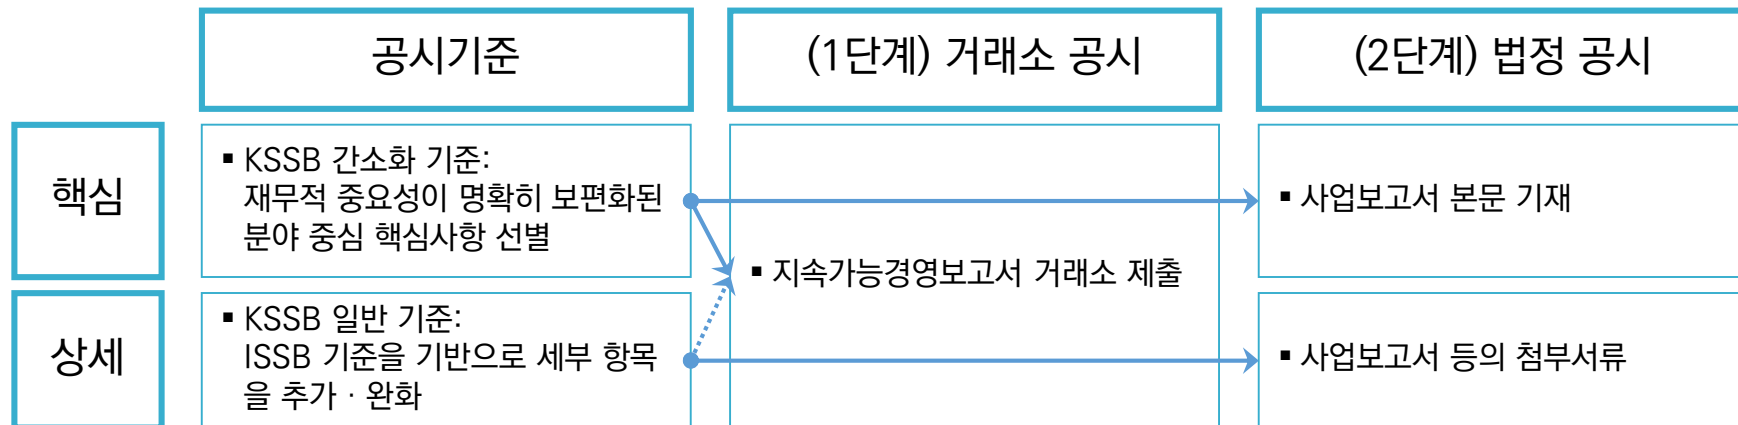 공시기준
(1단계) 거래소 공시
(2단계) 법정 공시
핵심
▪ KSSB 간소화 기준:
재무적 중요성이 명확히 보편화된
분야 중심 핵심사항 선별
▪ 지속가능경영보고서 거래소 제출
▪ 사업보고서 본문 기재
상세
▪ KSSB 일반 기준:
ISSB 기준을 기반으로 세부 항목
을 추가 · 완화
▪ 사업보고서 등의 첨부서류